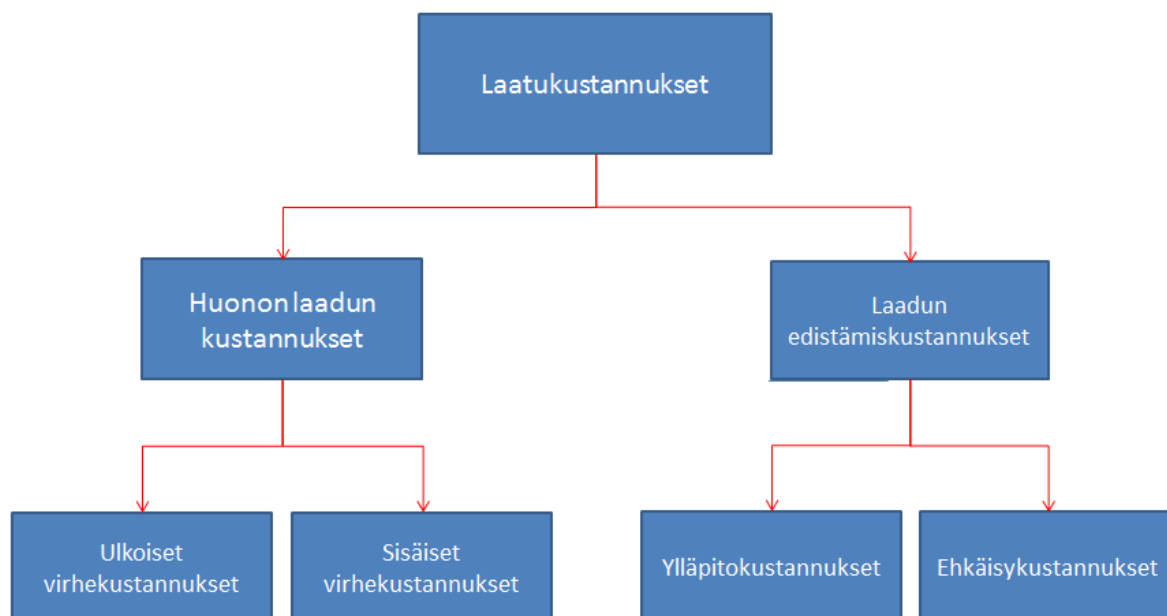 Laatukustannukset
Huonon laadun
kustannukset
Laadun
edistämiskustannukset
Ulkoiset
virhekustannukset
Sisäiset
virhekustannukset
Ylläpitokustannukset
Ehkäisykustannukset